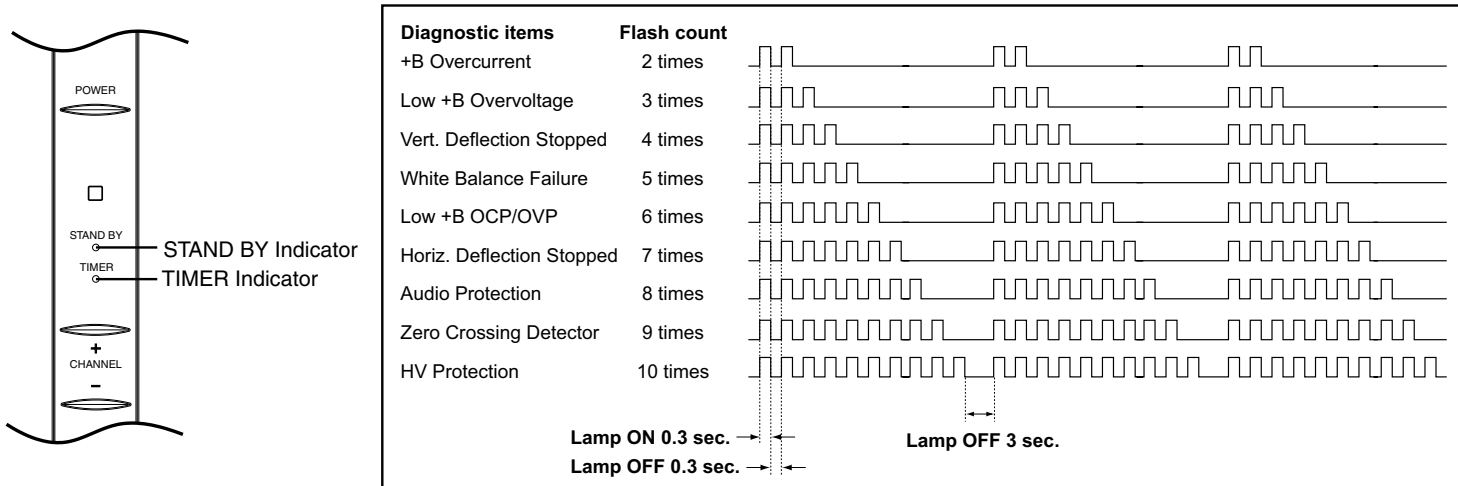 POWER
STAND BY
STAND BY Indicator
TIMER
TIMER Indicator
+
CHANNEL
–
Diagnostic items Flash count
+B Overcurrent 2 times
Low +B Overvoltage 3 times
Vert. Deflection Stopped 4 times
White Balance Failure 5 times
Low +B OCP/OVP 6 times
Horiz. Deflection Stopped 7 times
Audio Protection 8 times
Zero Crossing Detector 9 times
HV Protection 10 times
Lamp ON 0.3 sec.
Lamp OFF 0.3 sec.
Lamp OFF 3 sec.